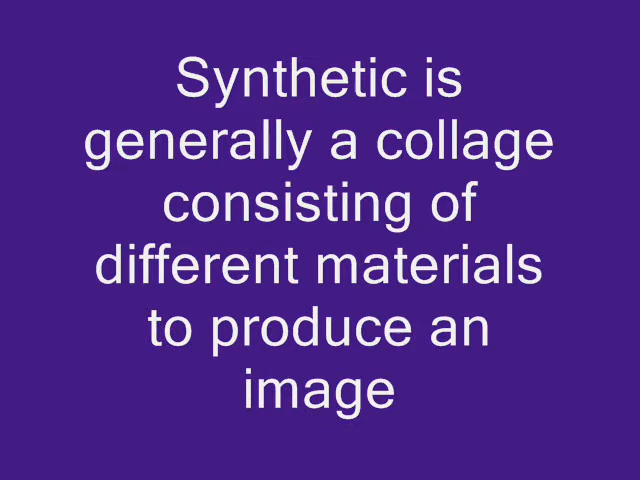 Synthetic is
generally a collage
consisting of
different materials
to produce an
image